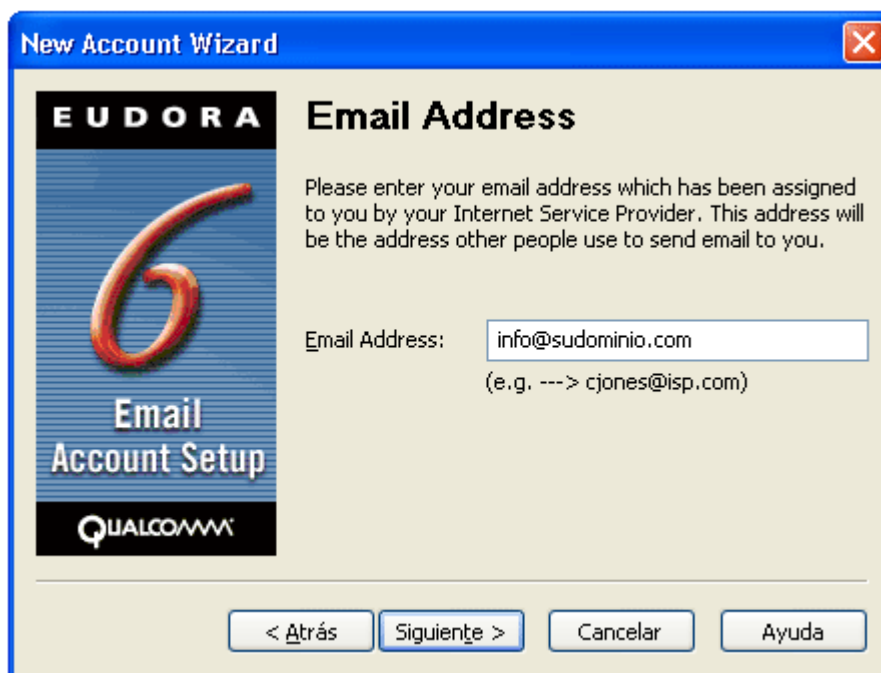 New Account Wizard
EUDORA
Email Address
Please enter your email address which has been assigned
to you by your Internet Service Provider. This address will
be the address other people use to send email to you.
6
Email Address:
info@sudominio.com
(e.g. ---> cjones@isp.com)
Email
Account Setup
QUALCOMM
< Atrás
Siguiente >
Cancelar
Ayuda